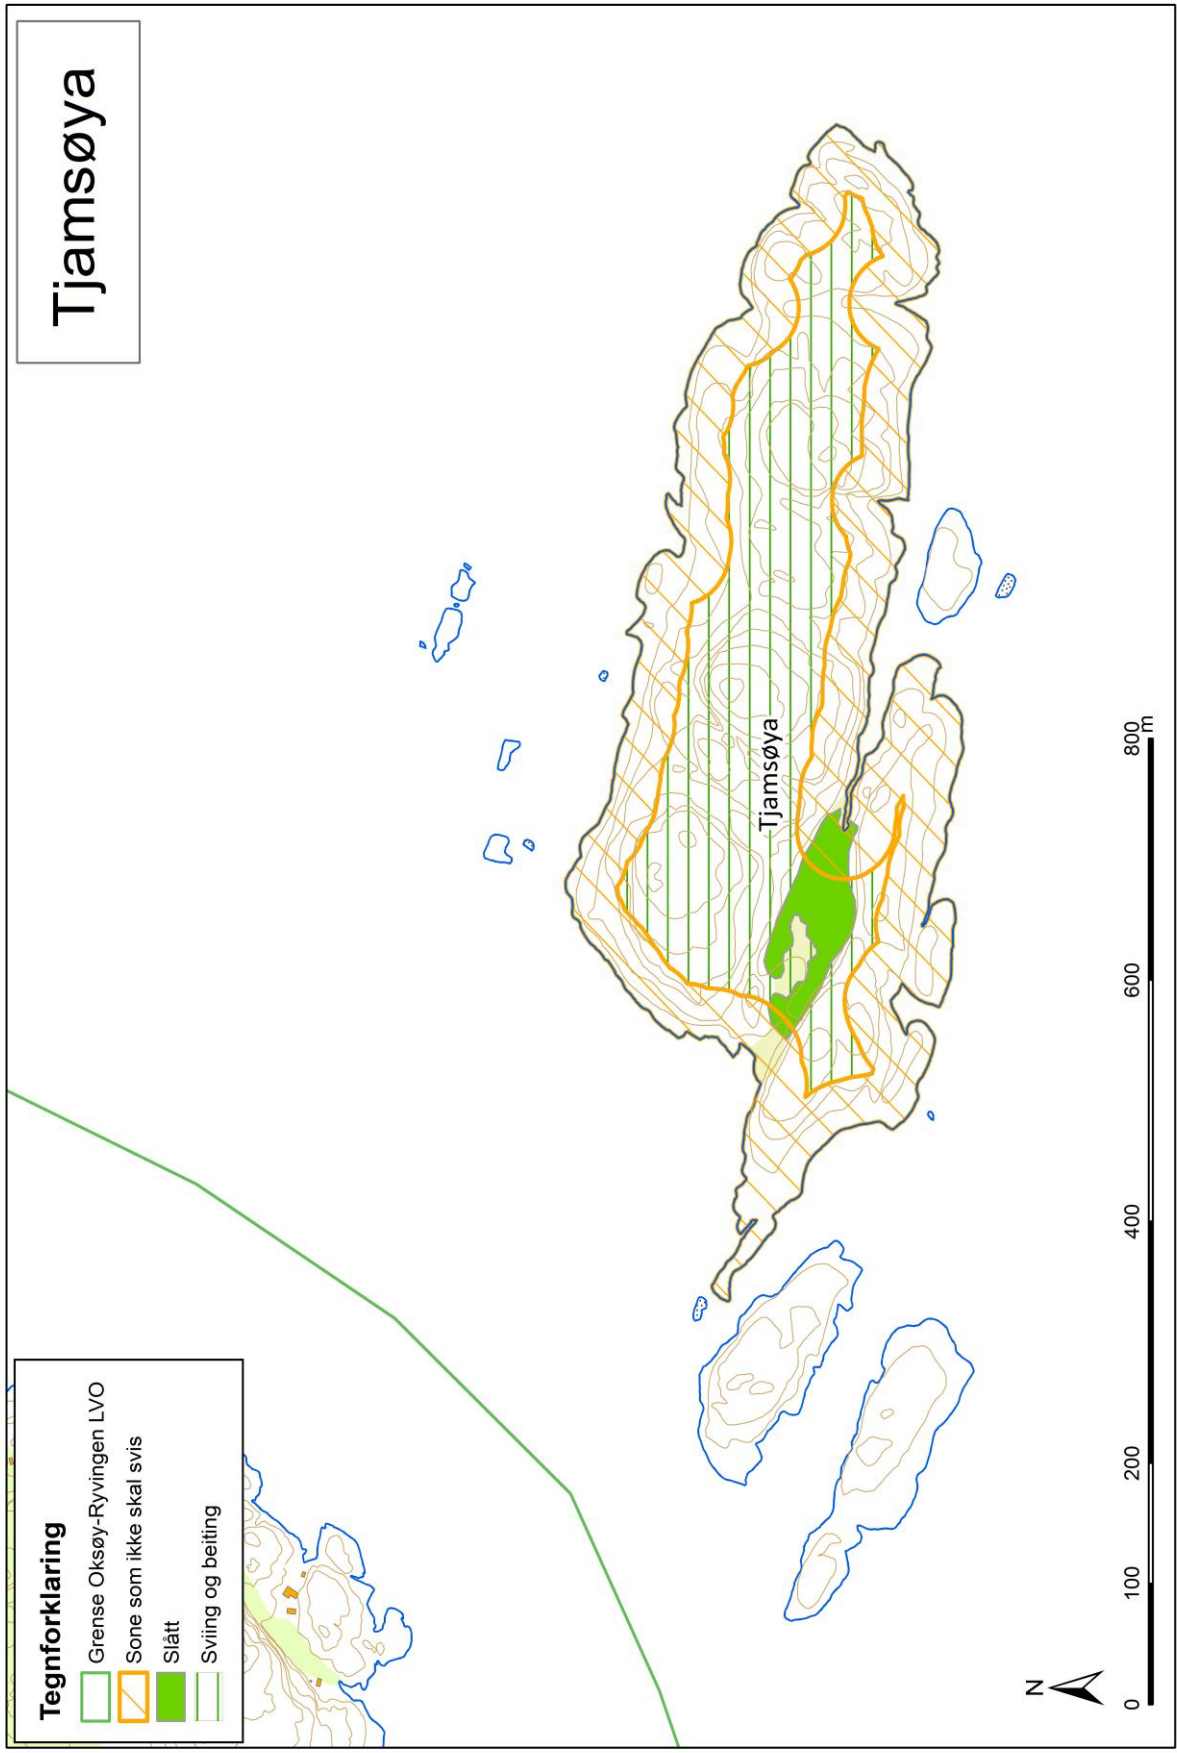 Tjamsøya
Tegnforklaring
Grense Oksøy-Ryvingen LVO
Sone som ikke skal svis
Slått
Sviing og beiting
Tjamsøya
N
0 100 200 400 600 800
m